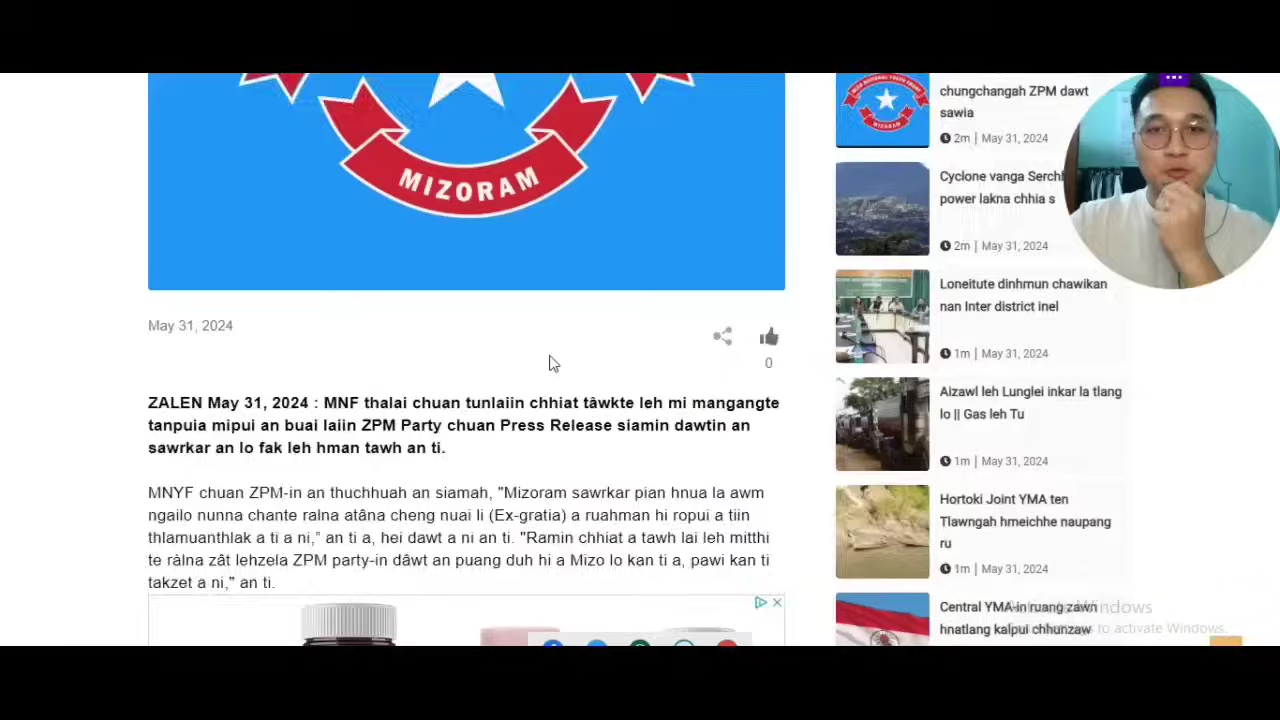 MIZORAM
May 31, 2024
0
ZALEN May 31, 2024 : MNF thalai chuan tunlaiin chhiat tâwkte leh mi mangangte
tanpuia mipui an buai laiin ZPM Party chuan Press Release siamin dawtin an
sawrkar an lo fak leh hman tawh an ti.
MNYF chuan ZPM-in an thuchhuah an siamah, "Mizoram sawrkar pian hnua la awm
ngailo nunna chante ralna atâna cheng nuai li (Ex-gratia) a ruahman hi ropui a tiin
thlamuanthlak a ti a ni,” an ti a, hei dawt a ni an ti. "Ramin chhiat a tawh lai leh mitthi
te ràlna zât lehzela ZPM party-in dâwt an puang duh hi a Mizo lo kan ti a, pawi kan ti
takzet a ni," an ti.
chungchangah ZPM dawt
sawia
2m | May 31, 2024
Cyclone vanga
power lakna chhia s
2m | May 31, 2024
Loneitute dinhmun chawikan
nan Inter district inel
1m | May 31, 2024
Aizawl leh Lunglei inkar la tlang
lo || Gas leh Tu
1m | May 31, 2024
Hortoki Joint YMA ten
Tlawngah hmeichhe naupang
ru
1m | May 31, 2024
Central YMA-in ruang zawn
hnatlang kalpui chhunzaw
Activate Windows
to activate Windows.